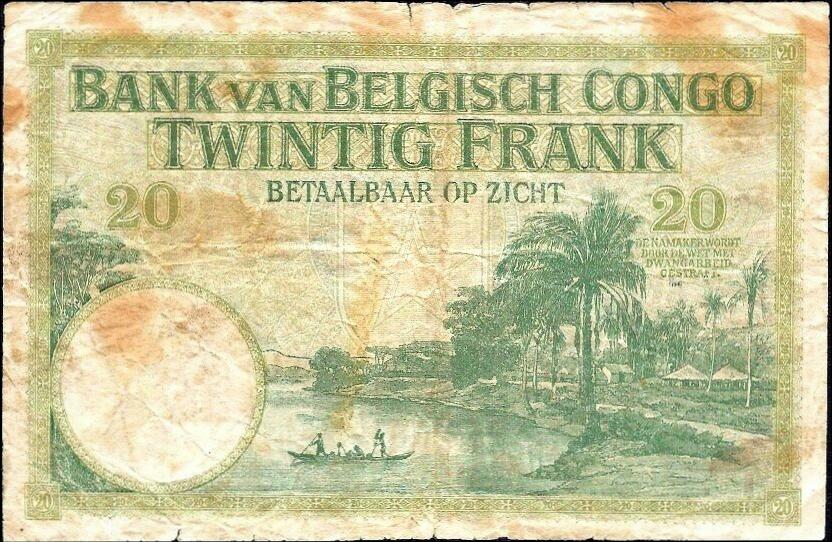 20 20
BANK VAN BELGISCH CONGO
TWINTIG FRANK
BETAALBAAR OP ZICHT
20 20
DE NAMAKER WORDT
DOOR DE WET MET
DWANGARBEID
GESTRAFT.
20 20